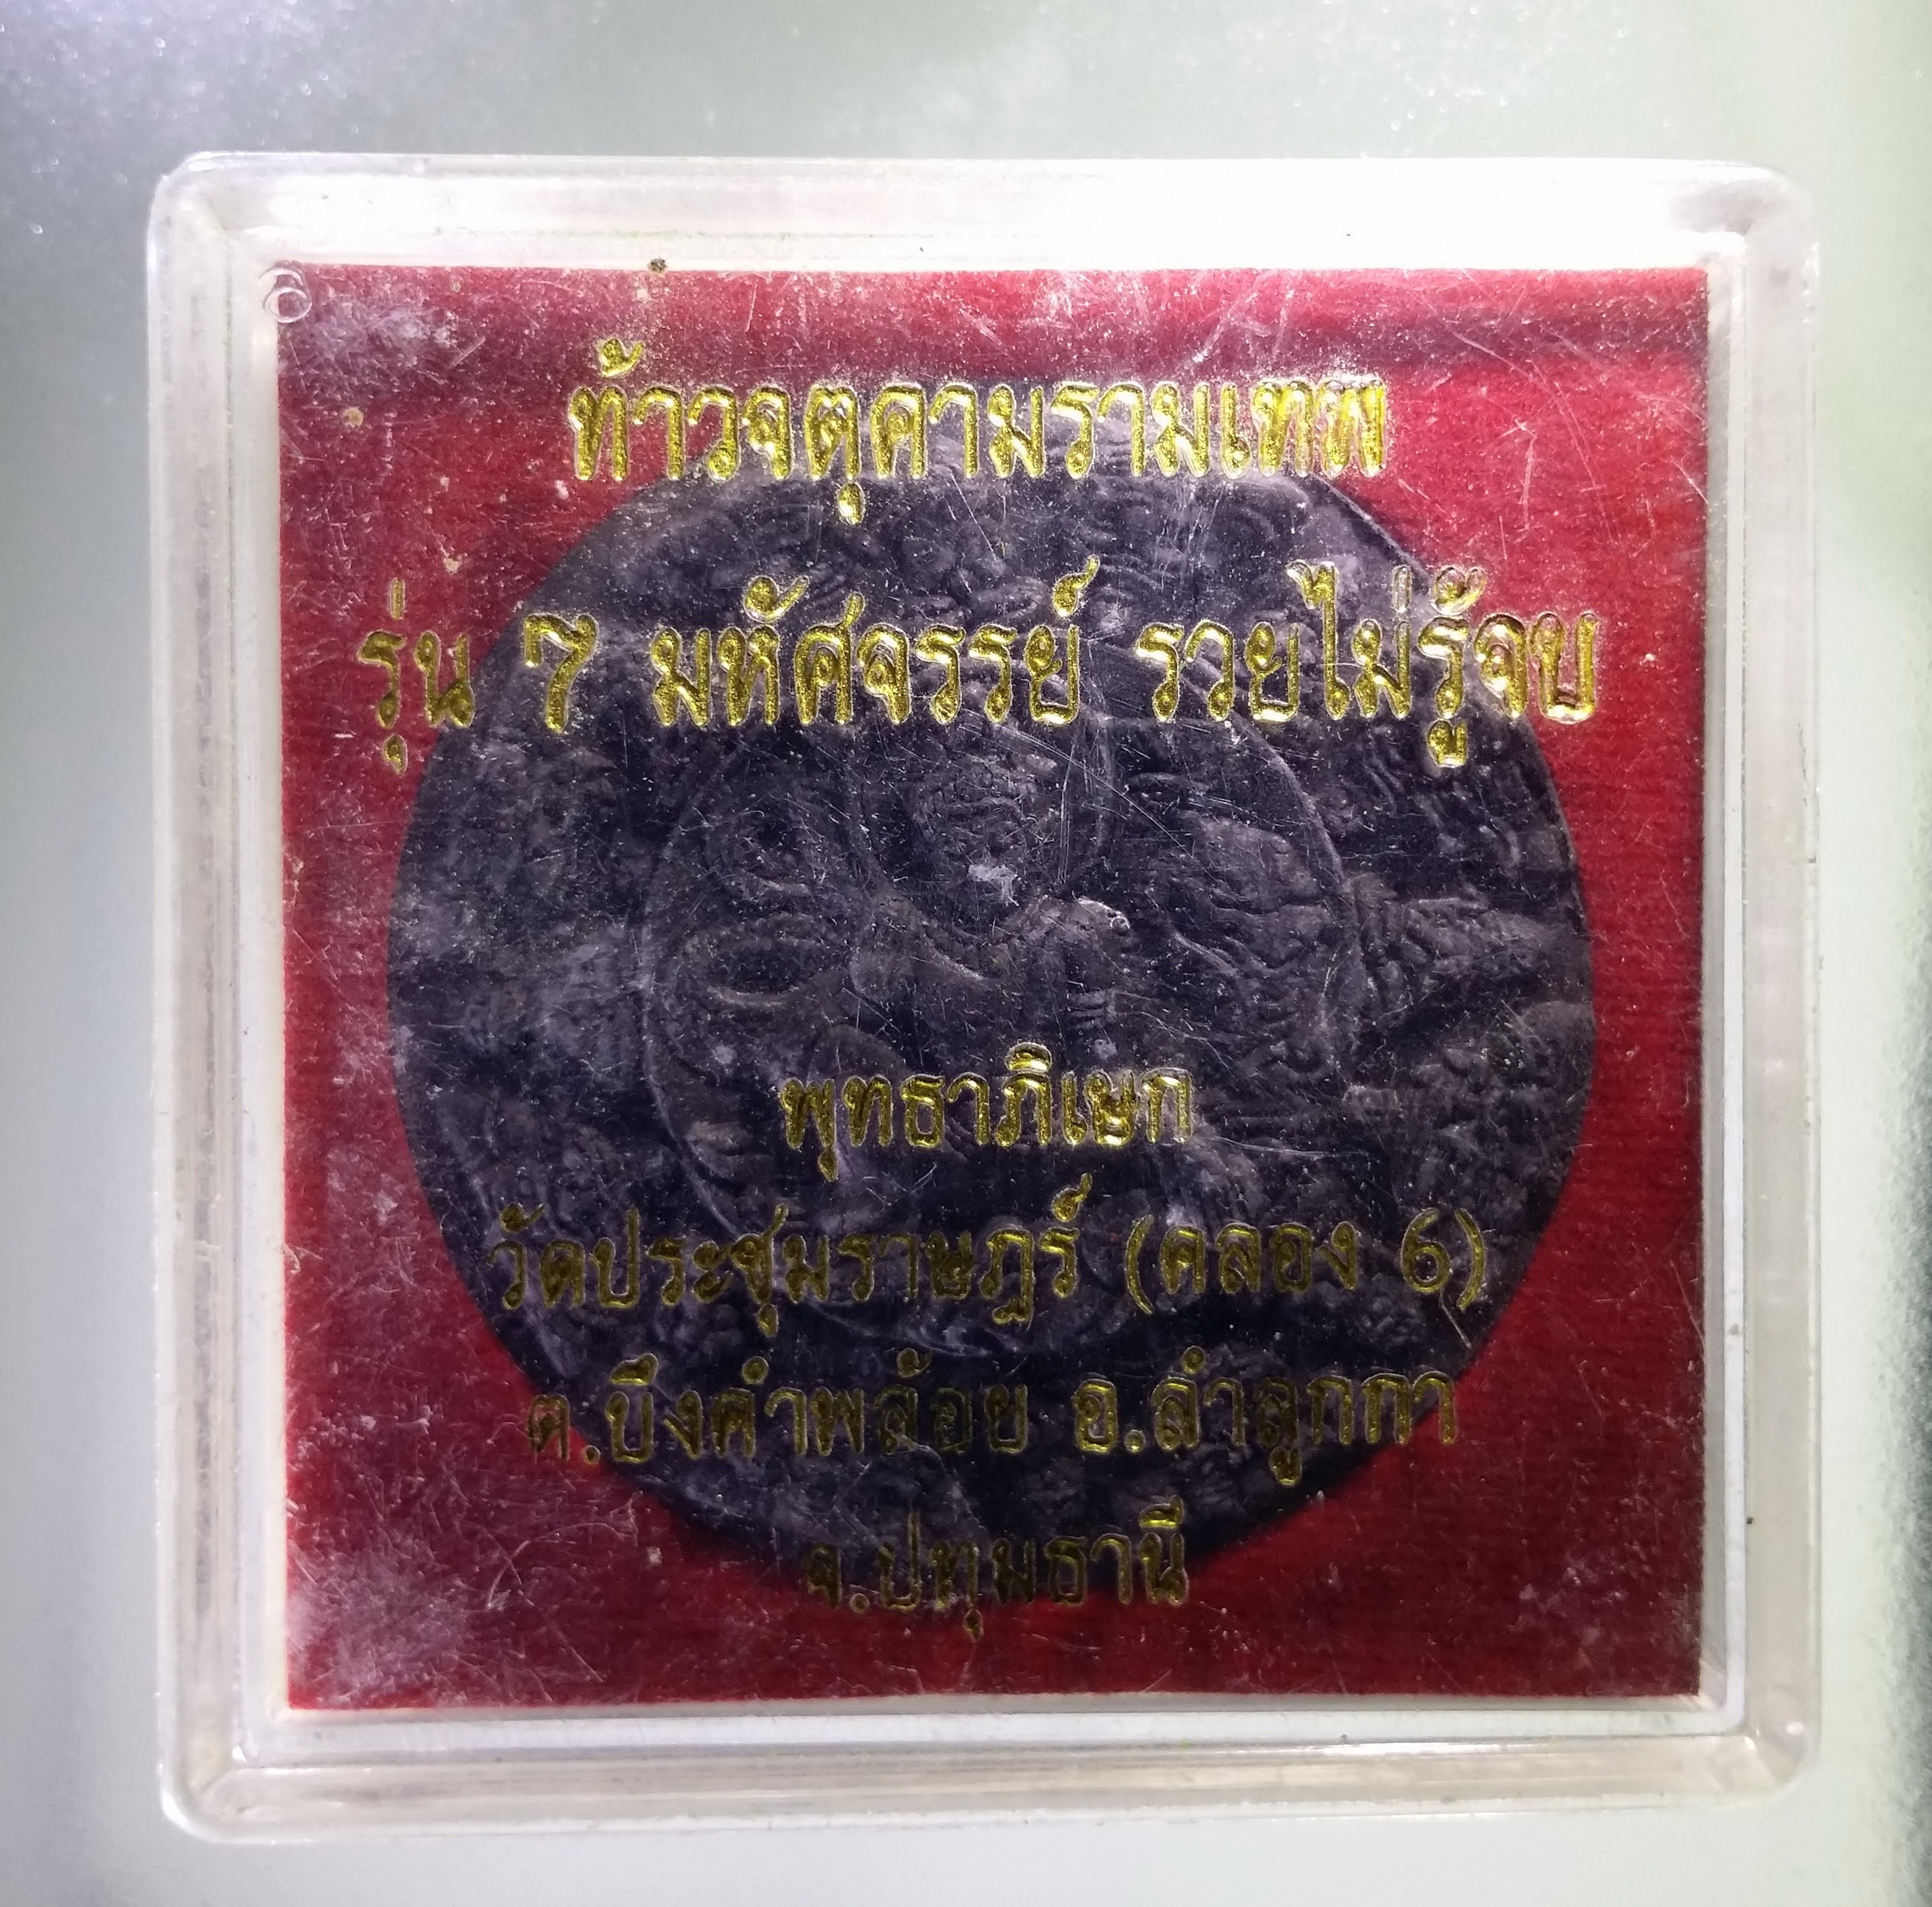 ท้าวจตุคามรามเทพ
รุ่น 7 มหัศจรรย์ รวยไม่รู้จบ
พุทธาภิเษก
วัดประชุมราษฎร์ (คลอง 6)
ต.บึงคำพล้อย อ.ลำลูกกา
จ.ปทุมธานี